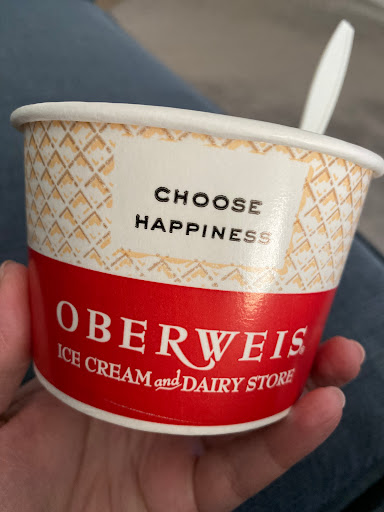 CHOOSE
HAPPINESS
OBERWEIS®
ICE CREAM and DAIRY STORE